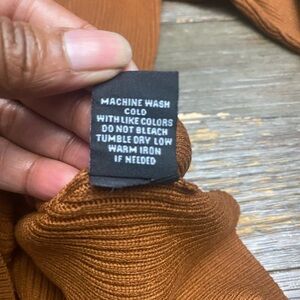 MACHINE WASH
COLD
WITH LIKE COLORS
DO NOT BLEACH
TUMBLE DRY LOW
WARM IRON
IF NEEDED